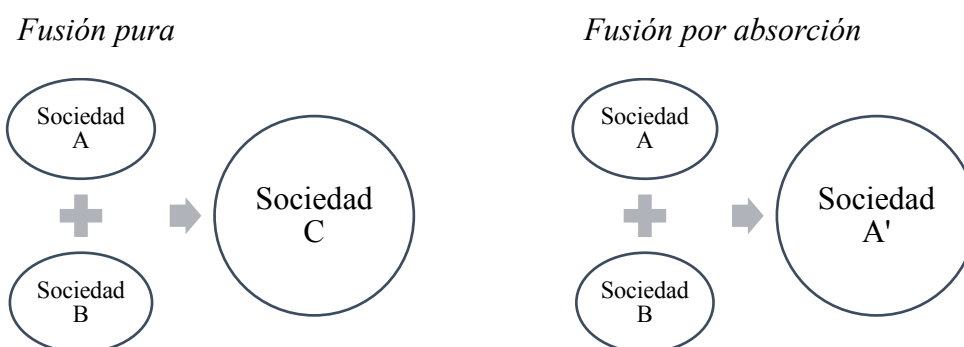 Fusión pura
Sociedad
A
Sociedad
B
Sociedad
C
Fusión por absorción
Sociedad
A
Sociedad
B
Sociedad
A'